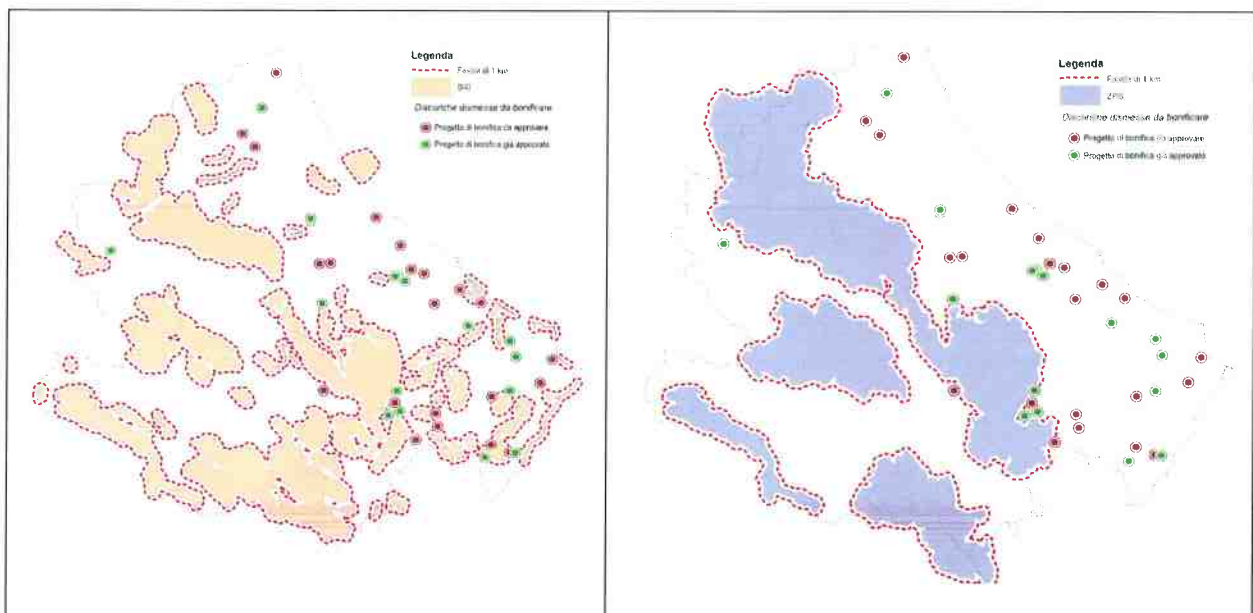 Legenda
Fascia di 1 km
Discariche dismesse da bonificare
Progetto di bonifica da approvare
Progetto di bonifica già approvato
Legenda
Fascia di 1 km
ZPS
Discariche dismesse da bonificare
Progetto di bonifica da approvare
Progetto di bonifica già approvato